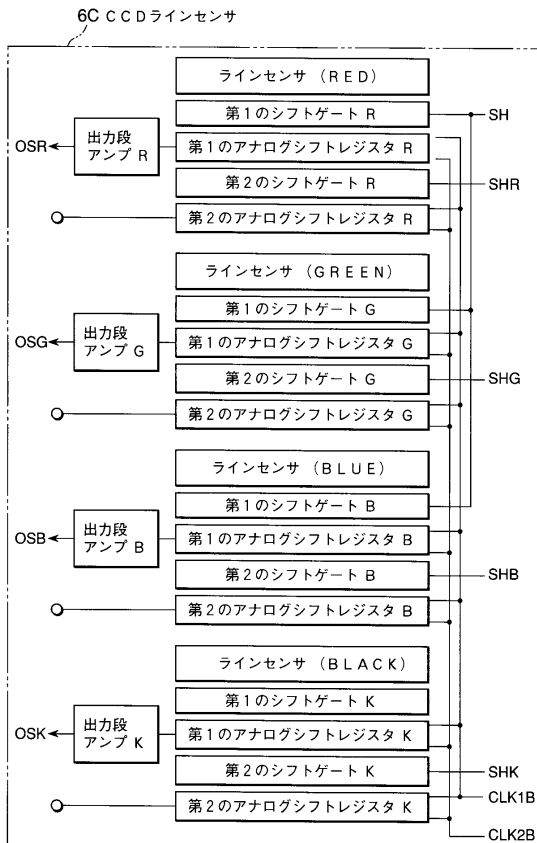 6C CCDラインセンサ
ラインセンサ (RED)
第1のシフトゲート R
SH
OSR
出力段
アンプ R
第1のアナログシフトレジスタ R
第2のシフトゲート R
SHR
第2のアナログシフトレジスタ R
ラインセンサ (GREEN)
第1のシフトゲート G
OSG
出力段
アンプ G
第1のアナログシフトレジスタ G
第2のシフトゲート G
SHG
第2のアナログシフトレジスタ G
ラインセンサ (BLUE)
第1のシフトゲート B
OSB
出力段
アンプ B
第1のアナログシフトレジスタ B
第2のシフトゲート B
SHB
第2のアナログシフトレジスタ B
ラインセンサ (BLACK)
第1のシフトゲート K
OSK
出力段
アンプ K
第1のアナログシフトレジスタ K
第2のシフトゲート K
SHK
第2のアナログシフトレジスタ K
CLK1B
CLK2B